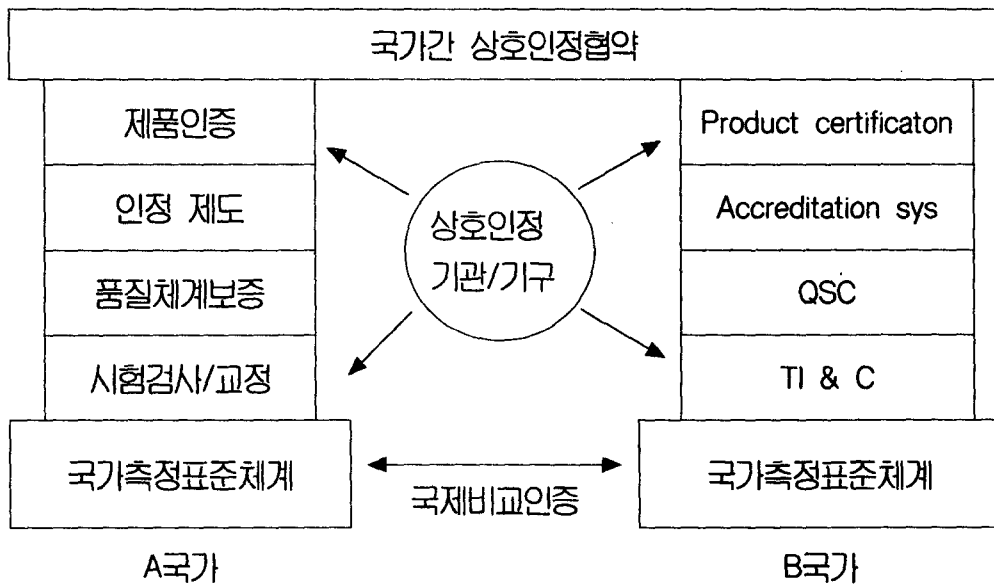 국가간 상호인정협약
제품인증
인정 제도
품질체계보증
시험검사/교정
국가측정표준체계
A국가
상호인정
기관/기구
국제비교인증
Product certificaton
Accreditation sys
QSC
TI & C
국가측정표준체계
B국가